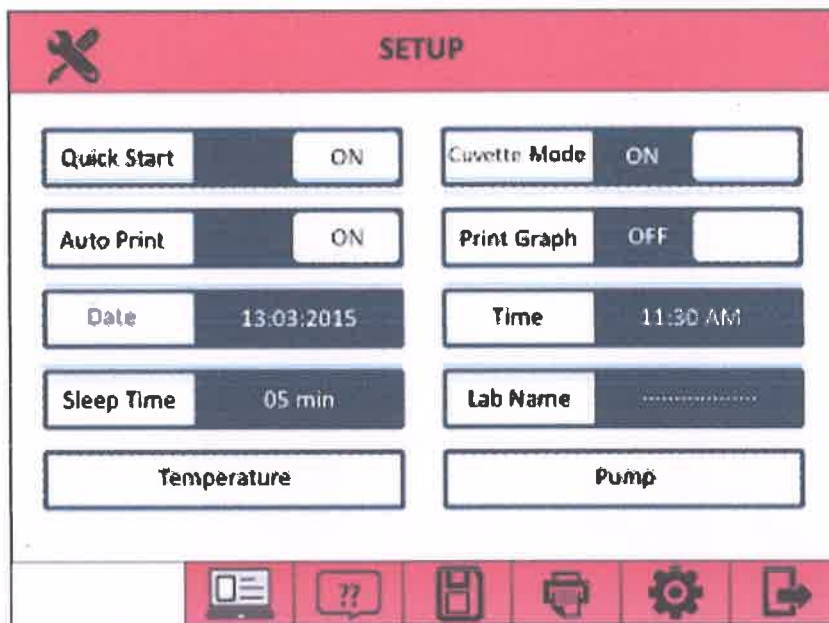 SETUP
Quick Start ON
Cuvette Mode ON
Auto Print ON
Print Graph OFF
Date 13:03:2015
Time 11:30 AM
Sleep Time 05 min
Lab Name ..................
Temperature
Pump
??